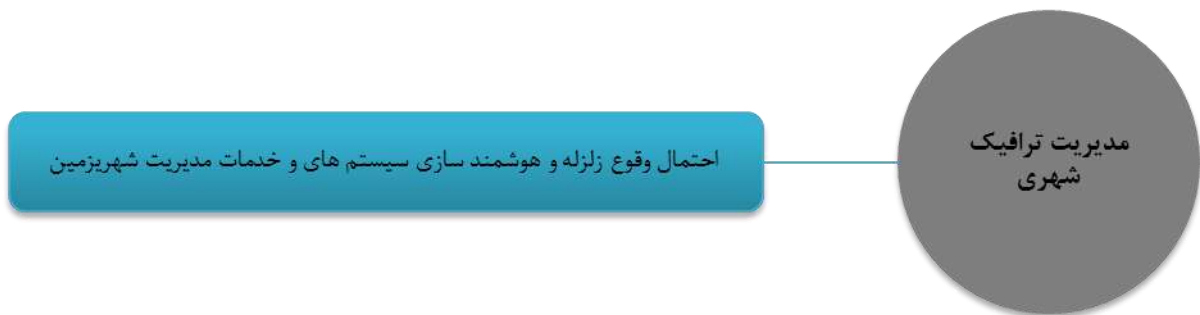 مدیریت ترافیک
شهری
احتمال وقوع زلزله و هوشمند سازی سیستم های و خدمات مدیریت شهریزمین